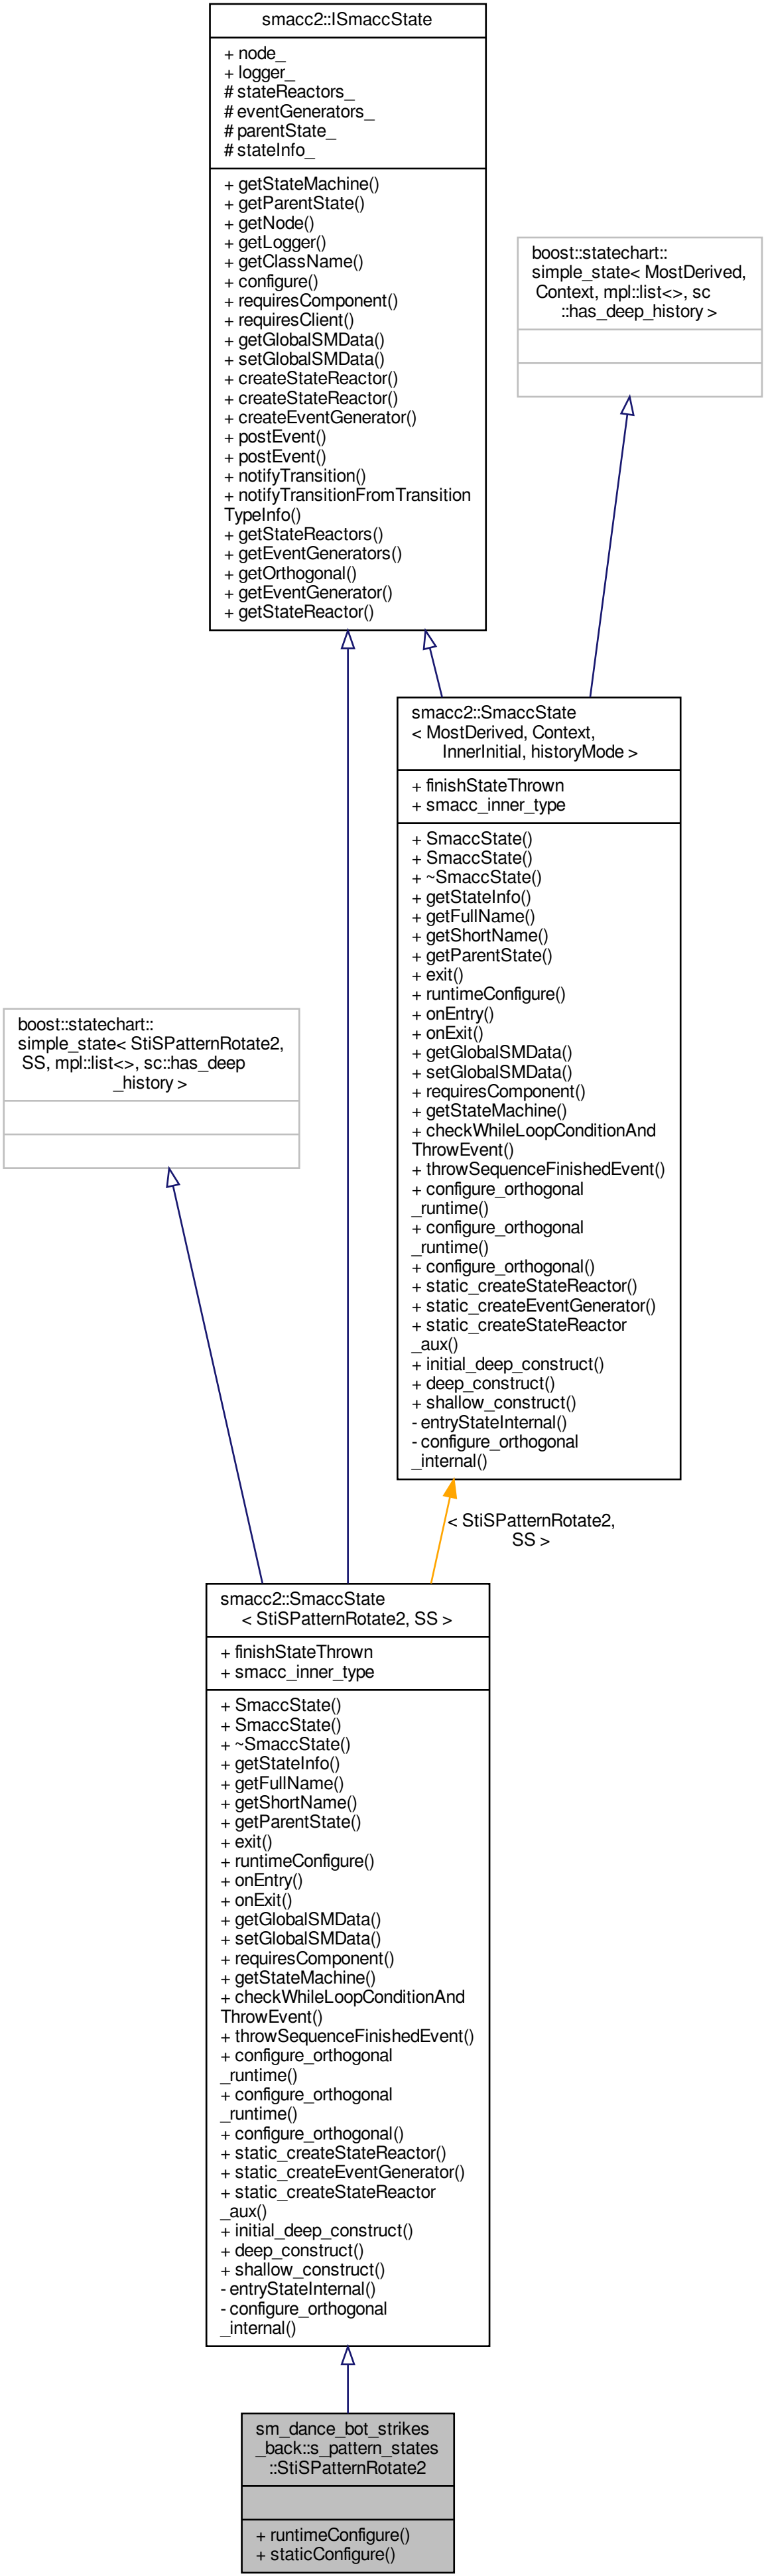 smacc2::ISmaccState
+ node_
+ logger_
# stateReactors_
# eventGenerators_
# parentState_
# stateInfo_
+ getStateMachine()
+ getParentState()
+ getNode()
+ getLogger()
+ getClassName()
+ configure()
+ requiresComponent()
+ requiresClient()
+ getGlobalSMData()
+ setGlobalSMData()
+ createStateReactor()
+ createStateReactor()
+ createEventGenerator()
+ postEvent()
+ postEvent()
+ notifyTransition()
+ notifyTransitionFromTransition
TypeInfo()
+ getStateReactors()
+ getEventGenerators()
+ getOrthogonal()
+ getEventGenerator()
+ getStateReactor()
boost::statechart::
simple_state< MostDerived,
Context, mpl::list<>, sc
::has_deep_history >
smacc2::SmaccState
< MostDerived, Context,
InnerInitial, historyMode >
+ finishStateThrown
+ smacc_inner_type
+ SmaccState()
+ SmaccState()
+ ~SmaccState()
+ getStateInfo()
+ getFullName()
+ getShortName()
+ getParentState()
+ exit()
+ runtimeConfigure()
+ onEntry()
+ onExit()
+ getGlobalSMData()
+ setGlobalSMData()
+ requiresComponent()
+ getStateMachine()
+ checkWhileLoopConditionAnd
ThrowEvent()
+ throwSequenceFinishedEvent()
+ configure_orthogonal
_runtime()
+ configure_orthogonal
_runtime()
+ configure_orthogonal()
+ static_createStateReactor()
+ static_createEventGenerator()
+ static_createStateReactor
_aux()
+ initial_deep_construct()
+ deep_construct()
+ shallow_construct()
- entryStateInternal()
- configure_orthogonal
_internal()
boost::statechart::
simple_state< StiSPatternRotate2,
SS, mpl::list<>, sc::has_deep
_history >
< StiSPatternRotate2,
SS >
smacc2::SmaccState
< StiSPatternRotate2, SS >
+ finishStateThrown
+ smacc_inner_type
+ SmaccState()
+ SmaccState()
+ ~SmaccState()
+ getStateInfo()
+ getFullName()
+ getShortName()
+ getParentState()
+ exit()
+ runtimeConfigure()
+ onEntry()
+ onExit()
+ getGlobalSMData()
+ setGlobalSMData()
+ requiresComponent()
+ getStateMachine()
+ checkWhileLoopConditionAnd
ThrowEvent()
+ throwSequenceFinishedEvent()
+ configure_orthogonal
_runtime()
+ configure_orthogonal
_runtime()
+ configure_orthogonal()
+ static_createStateReactor()
+ static_createEventGenerator()
+ static_createStateReactor
_aux()
+ initial_deep_construct()
+ deep_construct()
+ shallow_construct()
- entryStateInternal()
- configure_orthogonal
_internal()
sm_dance_bot_strikes
_back::s_pattern_states
::StiSPatternRotate2
+ runtimeConfigure()
+ staticConfigure()